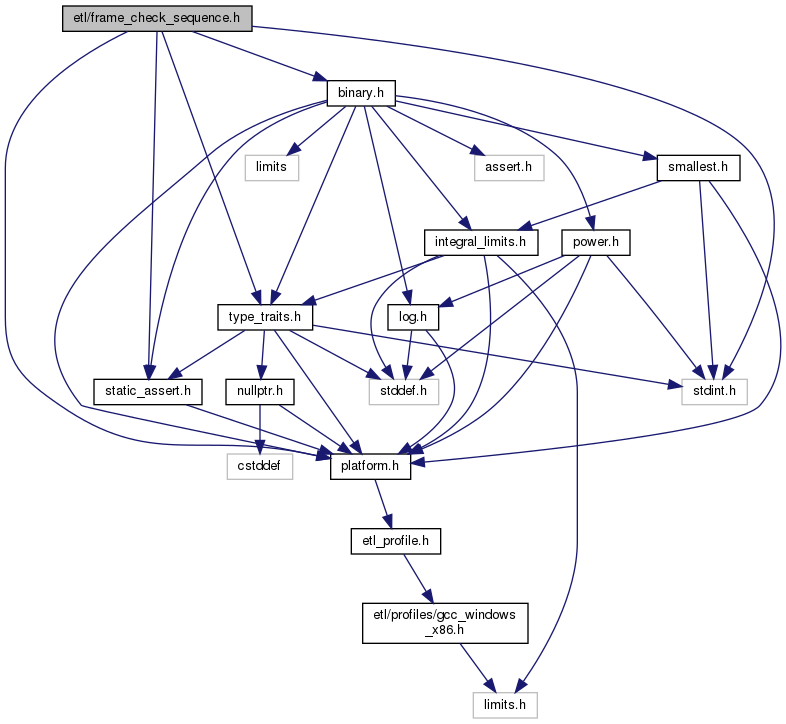 etl/frame_check_sequence.h
binary.h
limits
assert.h
smallest.h
integral_limits.h
power.h
type_traits.h
log.h
static_assert.h
nullptr.h
stddef.h
stdint.h
cstddef
platform.h
etl_profile.h
etl/profiles/gcc_windows
_x86.h
limits.h